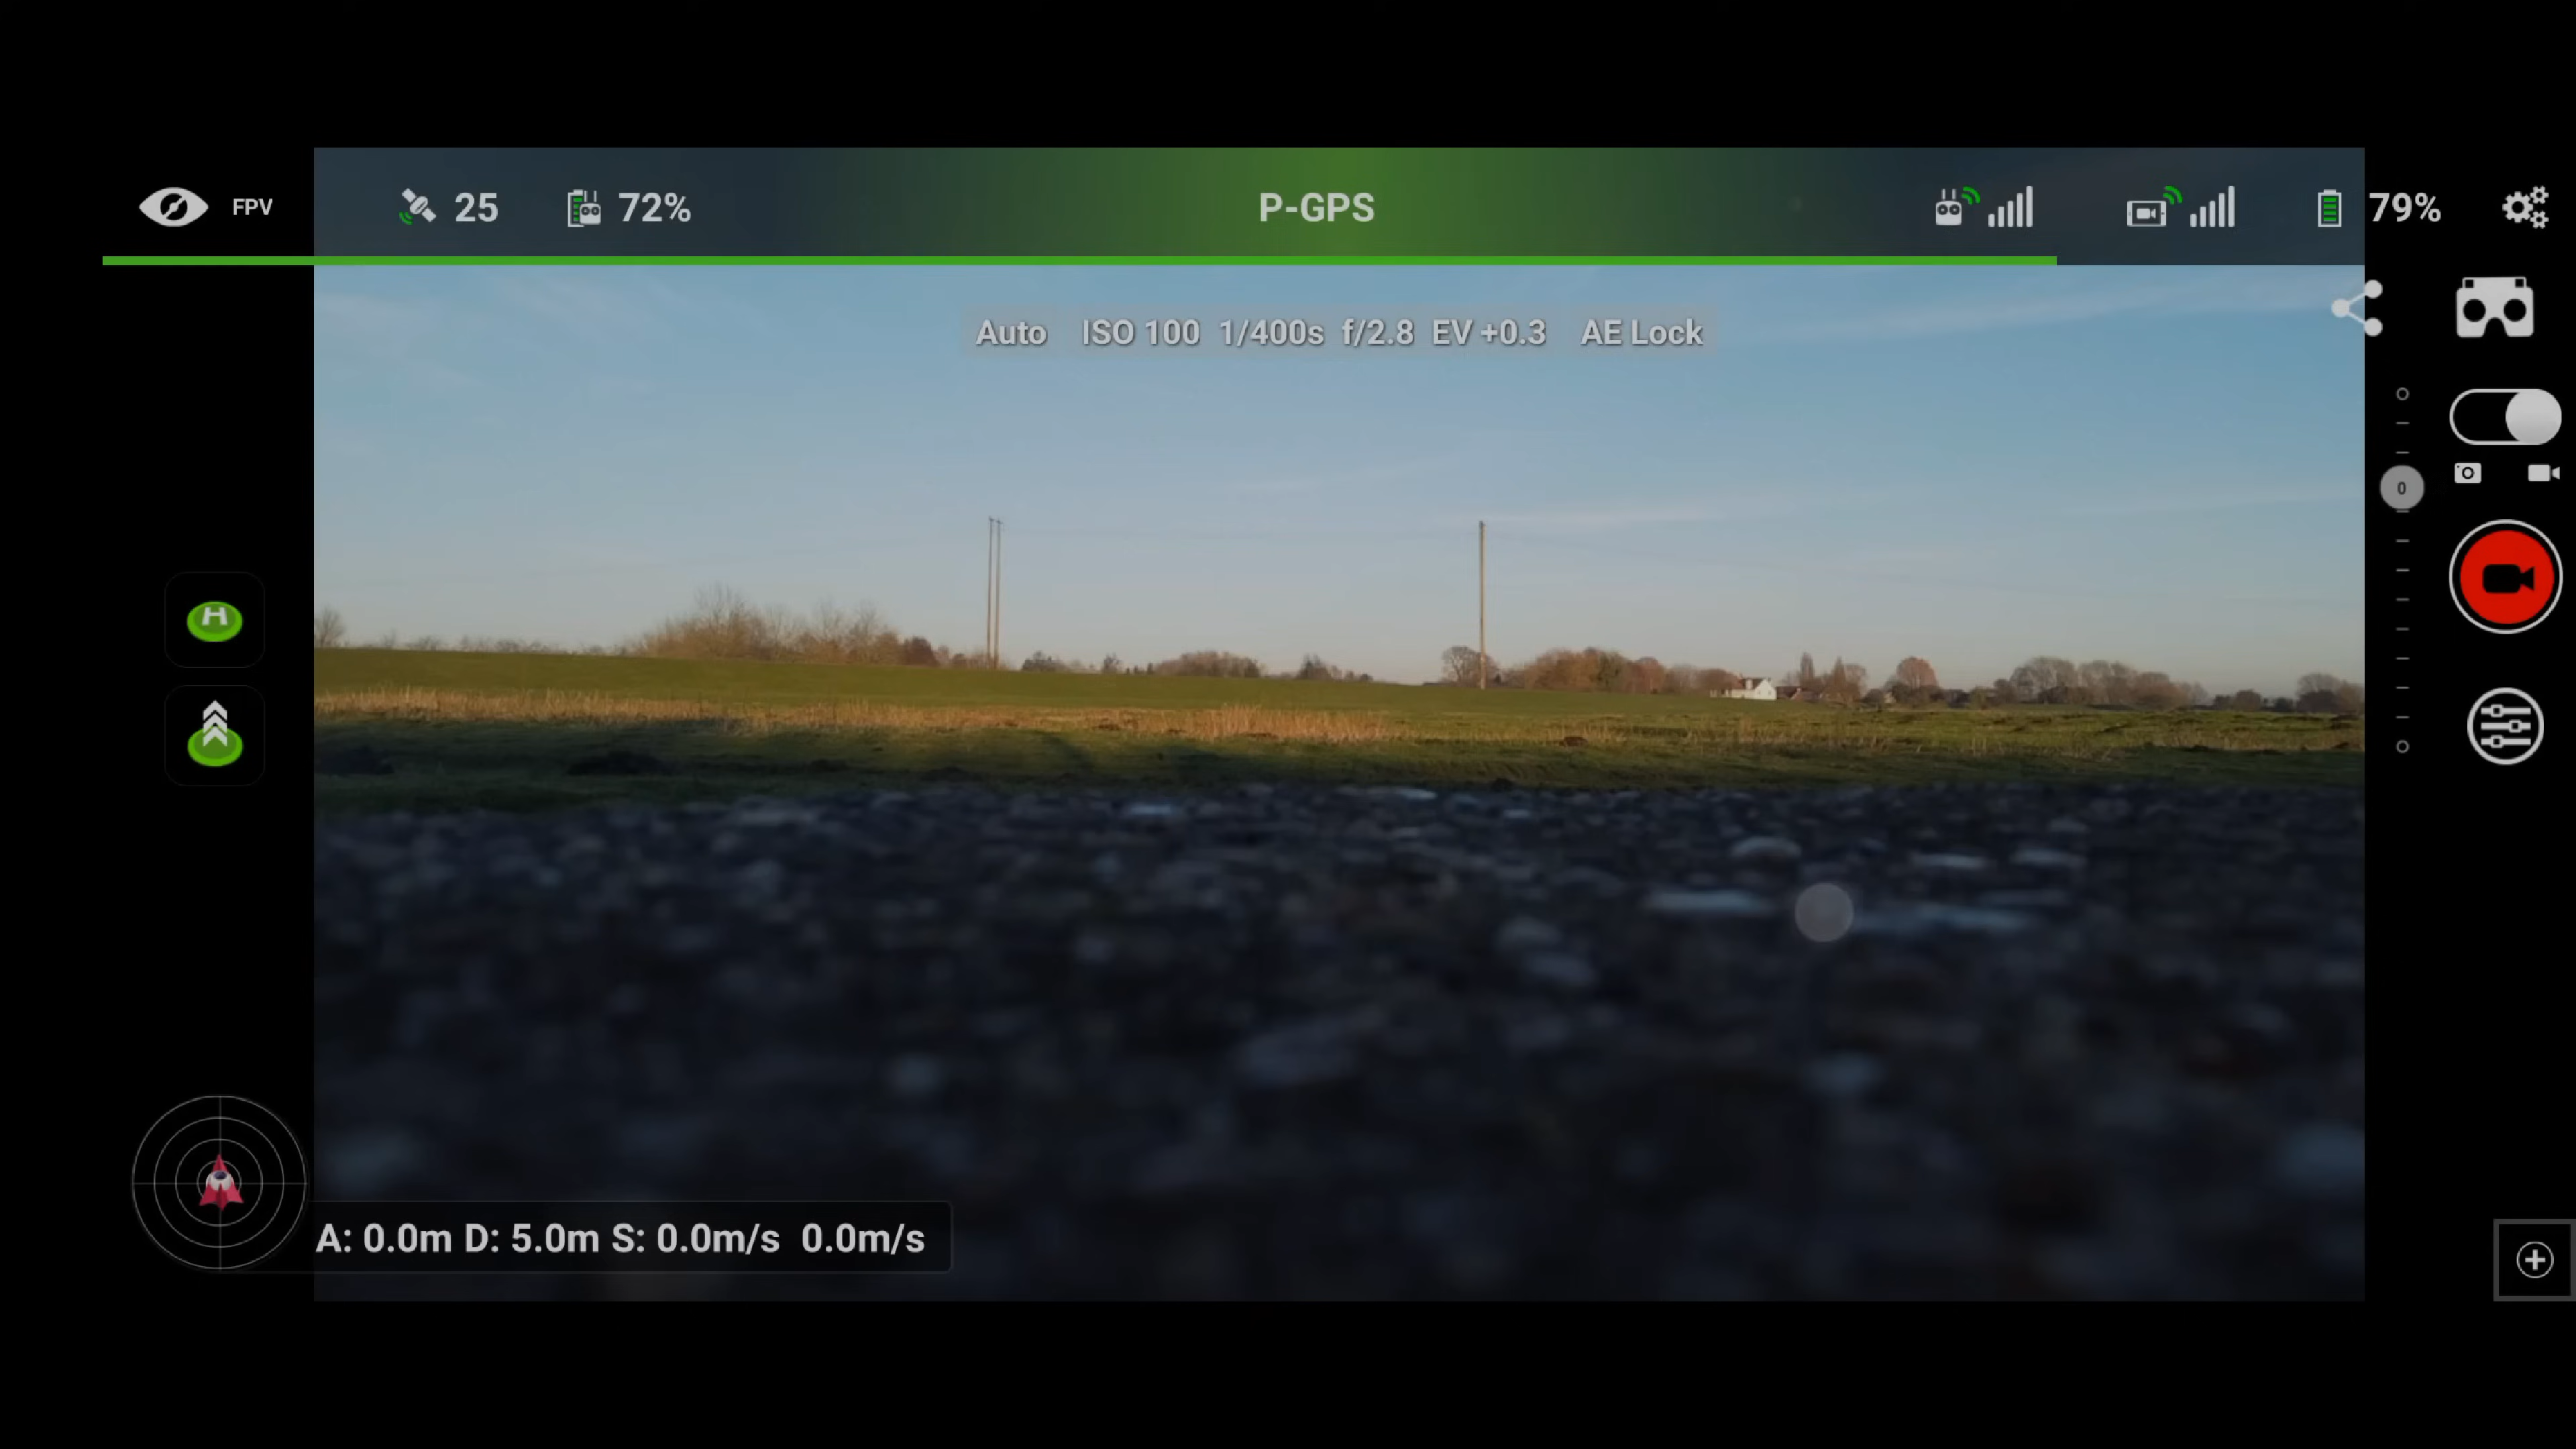 FPV
25
72%
P-GPS
79%
Auto ISO 100 1/400s f/2.8 EV +0.3 AE Lock
0
H
A: 0.0m D: 5.0m S: 0.0m/s 0.0m/s